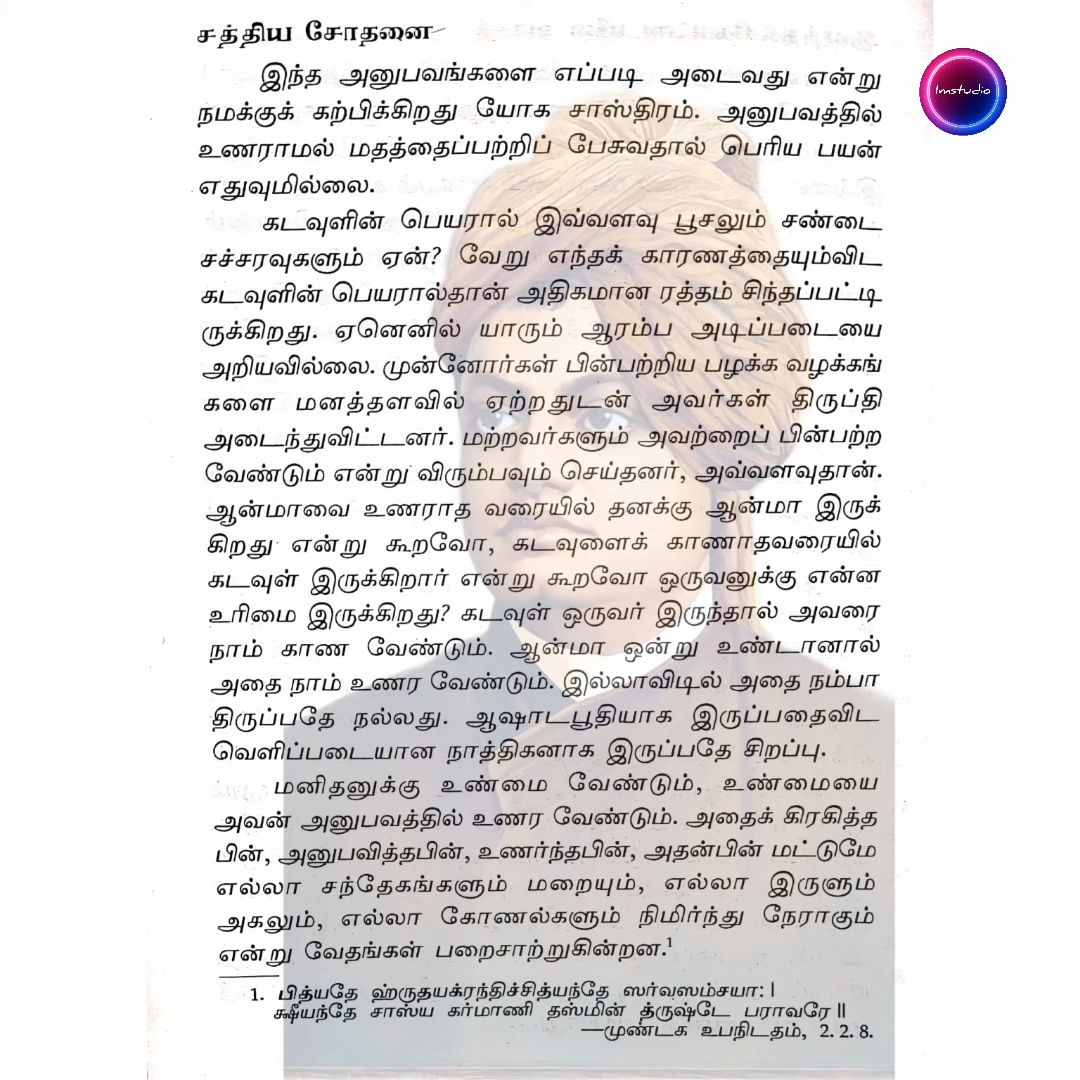 சத்திய சோதனை
lmstudio
இந்த அனுபவங்களை எப்படி அடைவது என்று
நமக்குக் கற்பிக்கிறது யோக சாஸ்திரம். அனுபவத்தில்
உணராமல் மதத்தைப்பற்றிப் பேசுவதால் பெரிய பயன்
எதுவுமில்லை.
கடவுளின் பெயரால் இவ்வளவு பூசலும் சண்டை
சச்சரவுகளும் ஏன்? வேறு எந்தக் காரணத்தையும்விட
கடவுளின் பெயரால்தான் அதிகமான ரத்தம் சிந்தப்பட்டி
ருக்கிறது. ஏனெனில் யாரும் ஆரம்ப அடிப்படையை
அறியவில்லை. முன்னோர்கள் பின்பற்றிய பழக்க வழக்கங்
களை மனத்தளவில் ஏற்றதுடன் அவர்கள் திருப்தி
அடைந்துவிட்டனர். மற்றவர்களும் அவற்றைப் பின்பற்ற
வேண்டும் என்று விரும்பவும் செய்தனர், அவ்வளவுதான்.
ஆன்மாவை உணராத வரையில் தனக்கு ஆன்மா இருக்
கிறது என்று கூறவோ, கடவுளைக் காணாதவரையில்
கடவுள் இருக்கிறார் என்று கூறவோ ஒருவனுக்கு என்ன
உரிமை இருக்கிறது? கடவுள் ஒருவர் இருந்தால் அவரை
நாம் காண வேண்டும். ஆன்மா ஒன்று உண்டானால்
அதை நாம் உணர வேண்டும். இல்லாவிடில் அதை நம்பா
திருப்பதே நல்லது. ஆஷாடபூதியாக இருப்பதைவிட
வெளிப்படையான நாத்திகனாக இருப்பதே சிறப்பு.
மனிதனுக்கு உண்மை வேண்டும், உண்மையை
அவன் அனுபவத்தில் உணர வேண்டும். அதைக் கிரகித்த
பின், அனுபவித்தபின், உணர்ந்தபின், அதன்பின் மட்டுமே
எல்லா சந்தேகங்களும் மறையும், எல்லா இருளும்
அகலும், எல்லா கோணல்களும் நிமிர்ந்து நேராகும்
என்று வேதங்கள் பறைசாற்றுகின்றன.¹
1. பித்யதே ஹ்ருதயக்ரந்திச்சித்யந்தே ஸர்வஸம்சயா: |
க்ஷீயந்தே சாஸ்ய கர்மாணி தஸ்மின் த்ருஷ்டே பராவரே ||
—முண்டக உபநிடதம், 2. 2. 8.